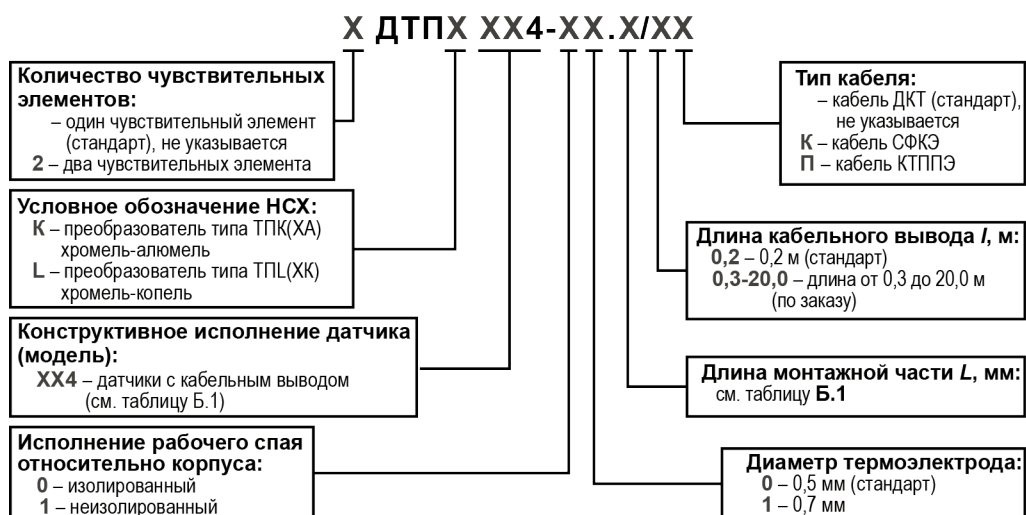 X ДТПX XX4-XX.X/XX
Количество чувствительных
элементов:
– один чувствительный элемент
(стандарт), не указывается
2 – два чувствительных элемента
Условное обозначение НСХ:
К – преобразователь типа ТПК(ХА)
хромель-алюмель
L – преобразователь типа ТПL(ХК)
хромель-копель
Конструктивное исполнение датчика
(модель):
XX4 – датчики с кабельным выводом
(см. таблицу Б.1)
Исполнение рабочего спая
относительно корпуса:
0 – изолированный
1 – неизолированный
Тип кабеля:
– кабель ДКТ (стандарт),
не указывается
К – кабель СФКЭ
П – кабель КТППЭ
Длина кабельного вывода l, м:
0,2 – 0,2 м (стандарт)
0,3-20,0 – длина от 0,3 до 20,0 м
(по заказу)
Длина монтажной части L, мм:
см. таблицу Б.1
Диаметр термоэлектрода:
0 – 0,5 мм (стандарт)
1 – 0,7 мм